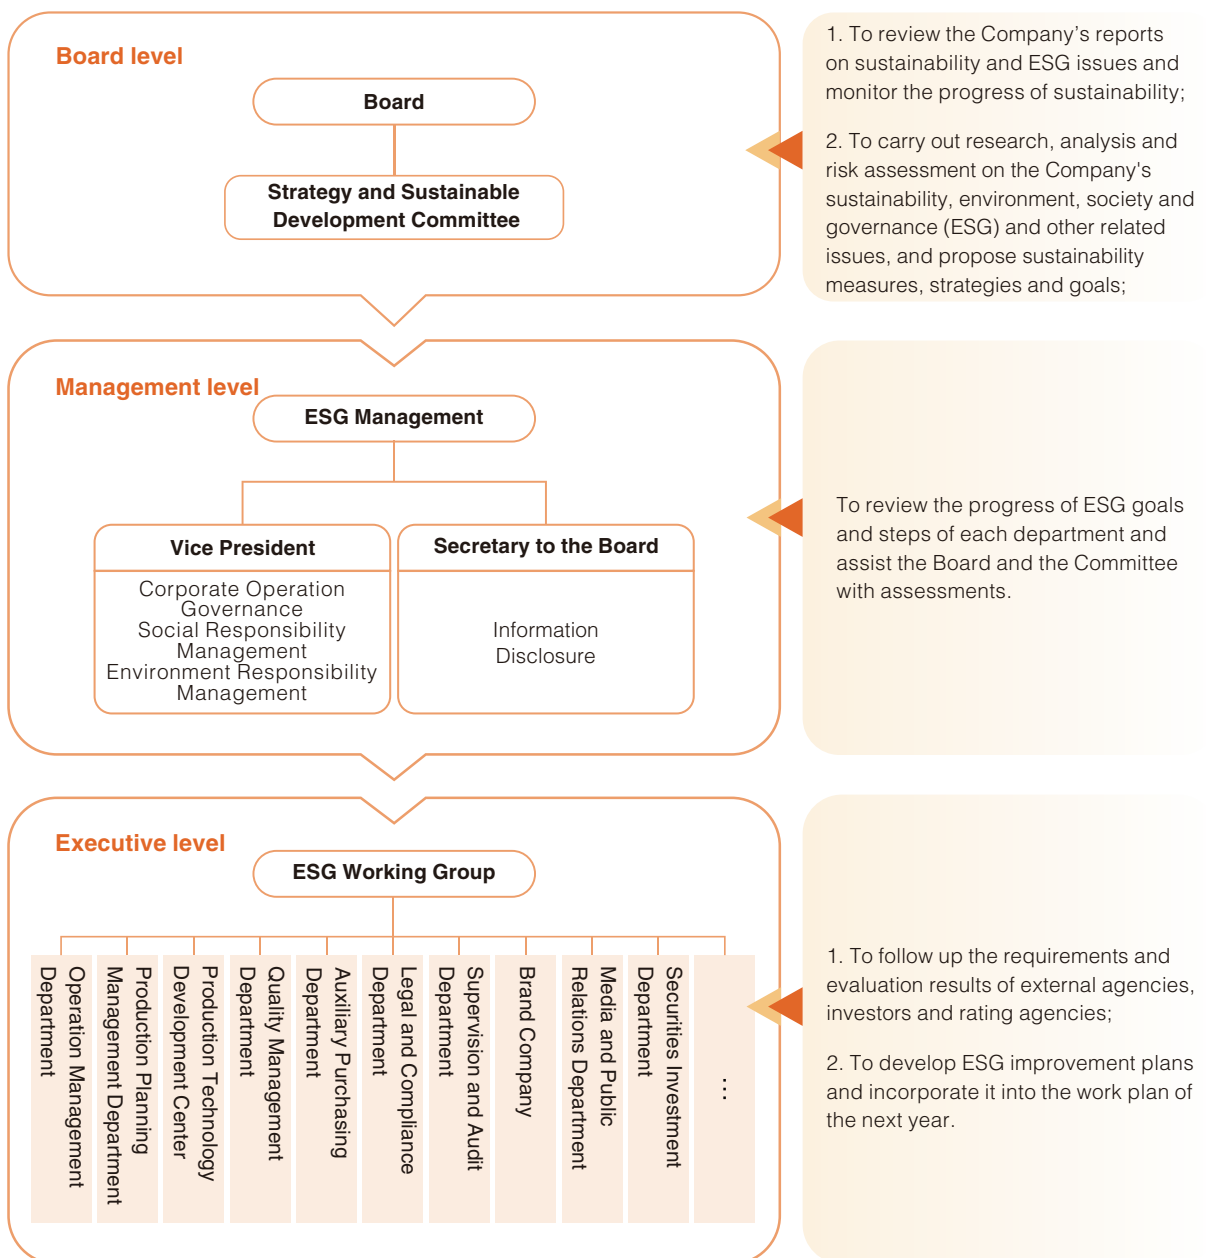 Board level
Board
Strategy and Sustainable
Development Committee
1. To review the Company’s reports
on sustainability and ESG issues and
monitor the progress of sustainability;
2. To carry out research, analysis and
risk assessment on the Company's
sustainability, environment, society and
governance (ESG) and other related
issues, and propose sustainability
measures, strategies and goals;
Management level
ESG Management
Vice President
Corporate Operation
Governance
Social Responsibility
Management
Environment Responsibility
Management
Secretary to the Board
Information
Disclosure
To review the progress of ESG goals
and steps of each department and
assist the Board and the Committee
with assessments.
Executive level
ESG Working Group
Operation Management
Department
Production Planning
Management Department
Production Technology
Development Center
Quality Management
Department
Auxiliary Purchasing
Department
Legal and Compliance
Department
Supervision and Audit
Department
Brand Company
Media and Public
Relations Department
Securities Investment
Department
...
1. To follow up the requirements and
evaluation results of external agencies,
investors and rating agencies;
2. To develop ESG improvement plans
and incorporate it into the work plan of
the next year.